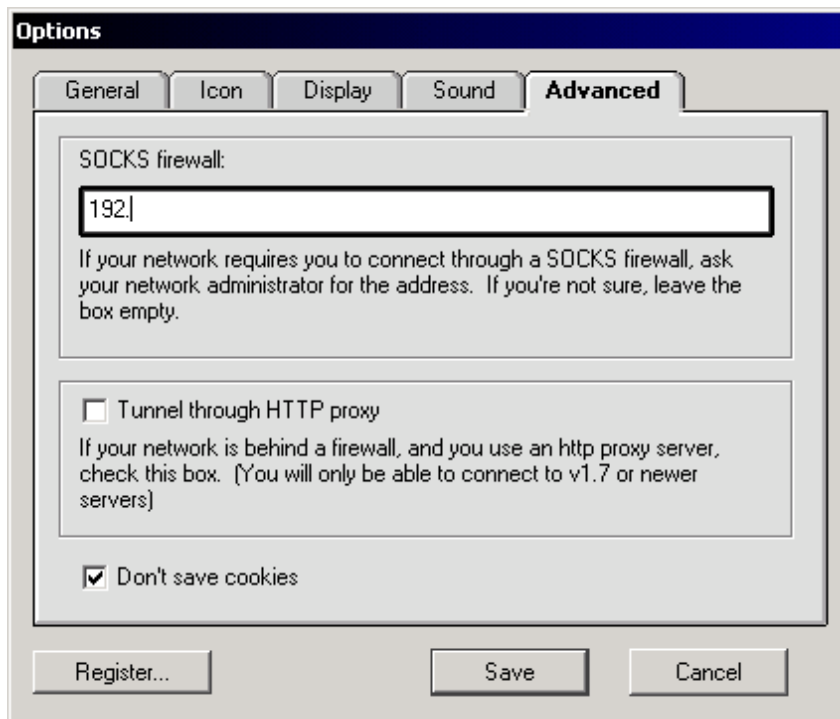 Options
General Icon Display Sound Advanced
SOCKS firewall:
192.
If your network requires you to connect through a SOCKS firewall, ask
your network administrator for the address.  If you're not sure, leave the
box empty.
Tunnel through HTTP proxy
If your network is behind a firewall, and you use an http proxy server,
check this box.  (You will only be able to connect to v1.7 or newer
servers)
Don't save cookies
Register... Save Cancel